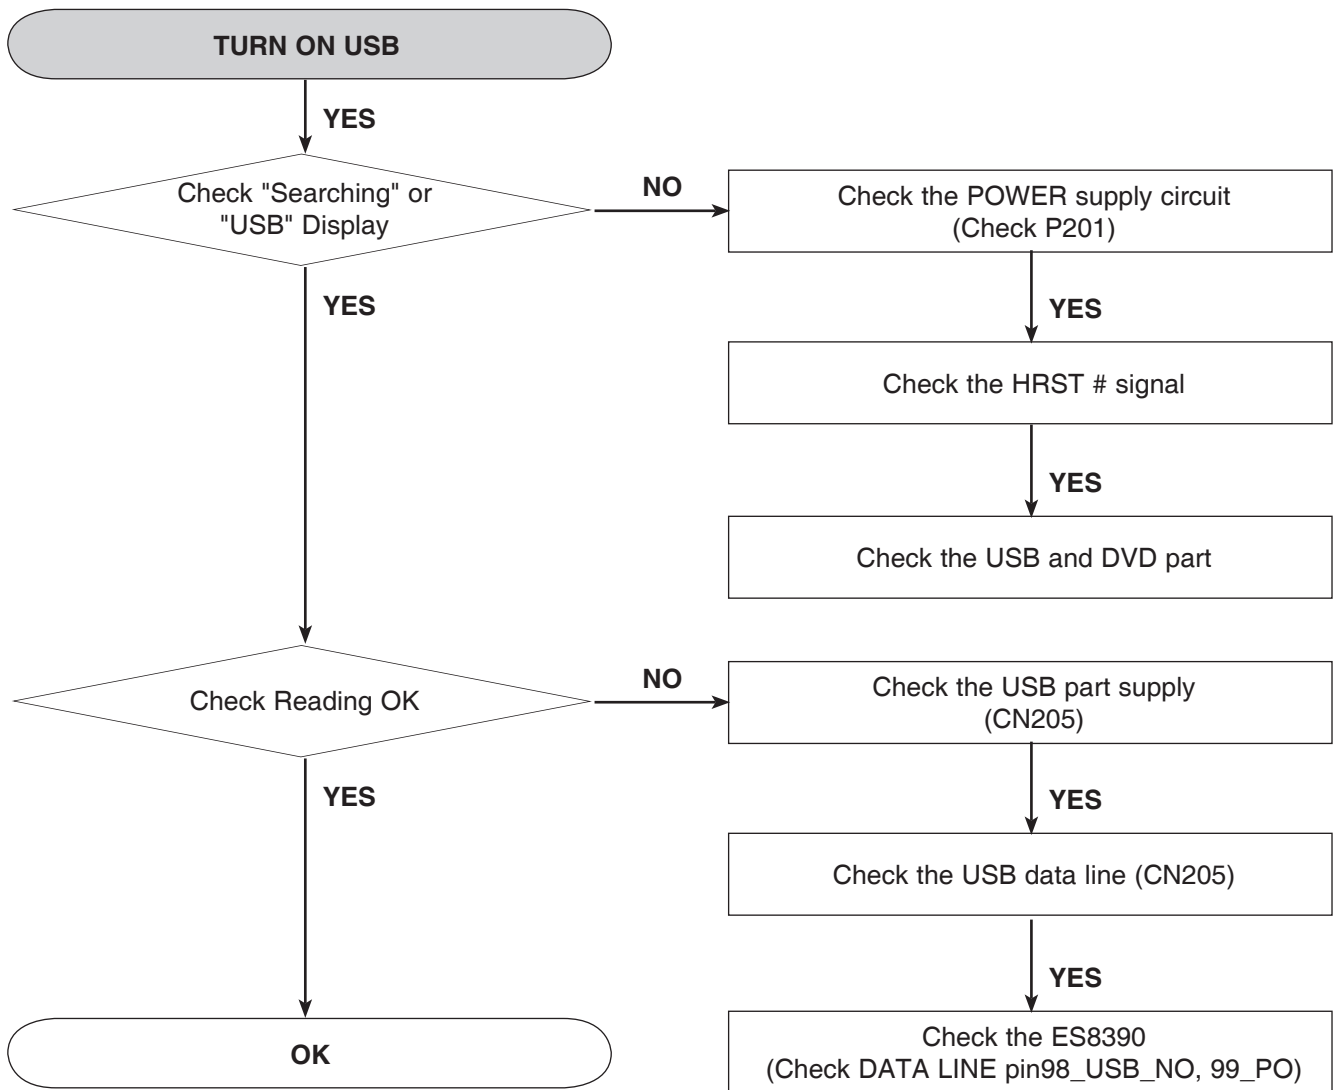 TURN ON USB
YES
Check "Searching" or
"USB" Display
NO
Check the POWER supply circuit
(Check P201)
YES
YES
Check the HRST # signal
YES
Check the USB and DVD part
Check Reading OK
NO
Check the USB part supply
(CN205)
YES
YES
Check the USB data line (CN205)
YES
OK
Check the ES8390
(Check DATA LINE pin98_USB_NO, 99_PO)